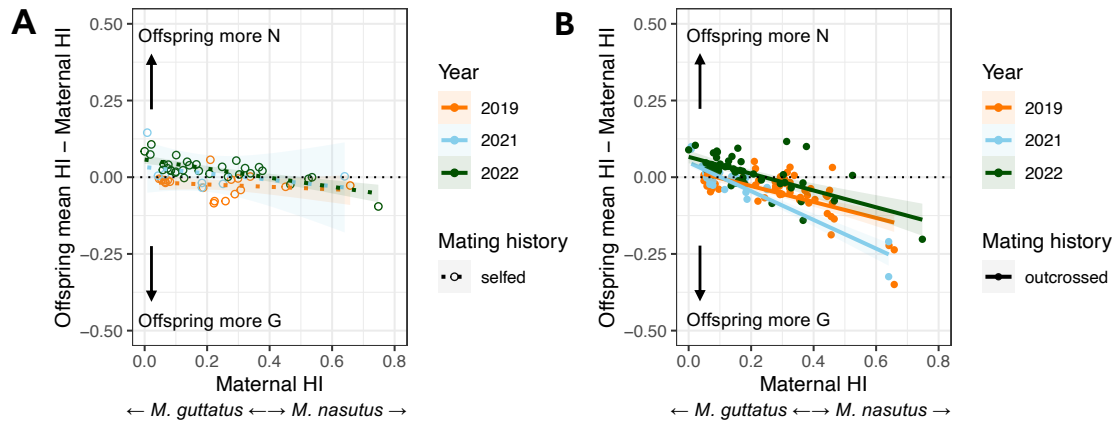 A
Offspring mean HI − Maternal HI
0.50
0.25
0.00
−0.25
−0.50
Offspring more N
Offspring more G
0.0 0.2 0.4 0.6 0.8
Maternal HI
← M. guttatus ←→ M. nasutus →
Year
2019
2021
2022
Mating history
selfed
B
Offspring mean HI − Maternal HI
0.50
0.25
0.00
−0.25
−0.50
Offspring more N
Offspring more G
0.0 0.2 0.4 0.6 0.8
Maternal HI
← M. guttatus ←→ M. nasutus →
Year
2019
2021
2022
Mating history
outcrossed